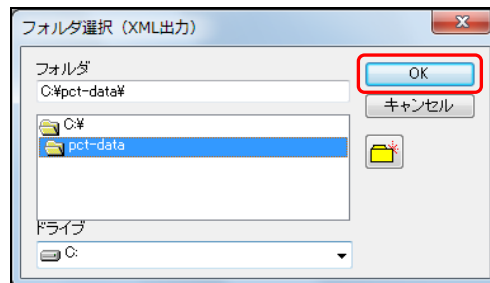 フォルダ選択（XML出力）
フォルダ
C:¥pct-data¥
C:¥
pct-data
ドライブ
C:
OK
キャンセル